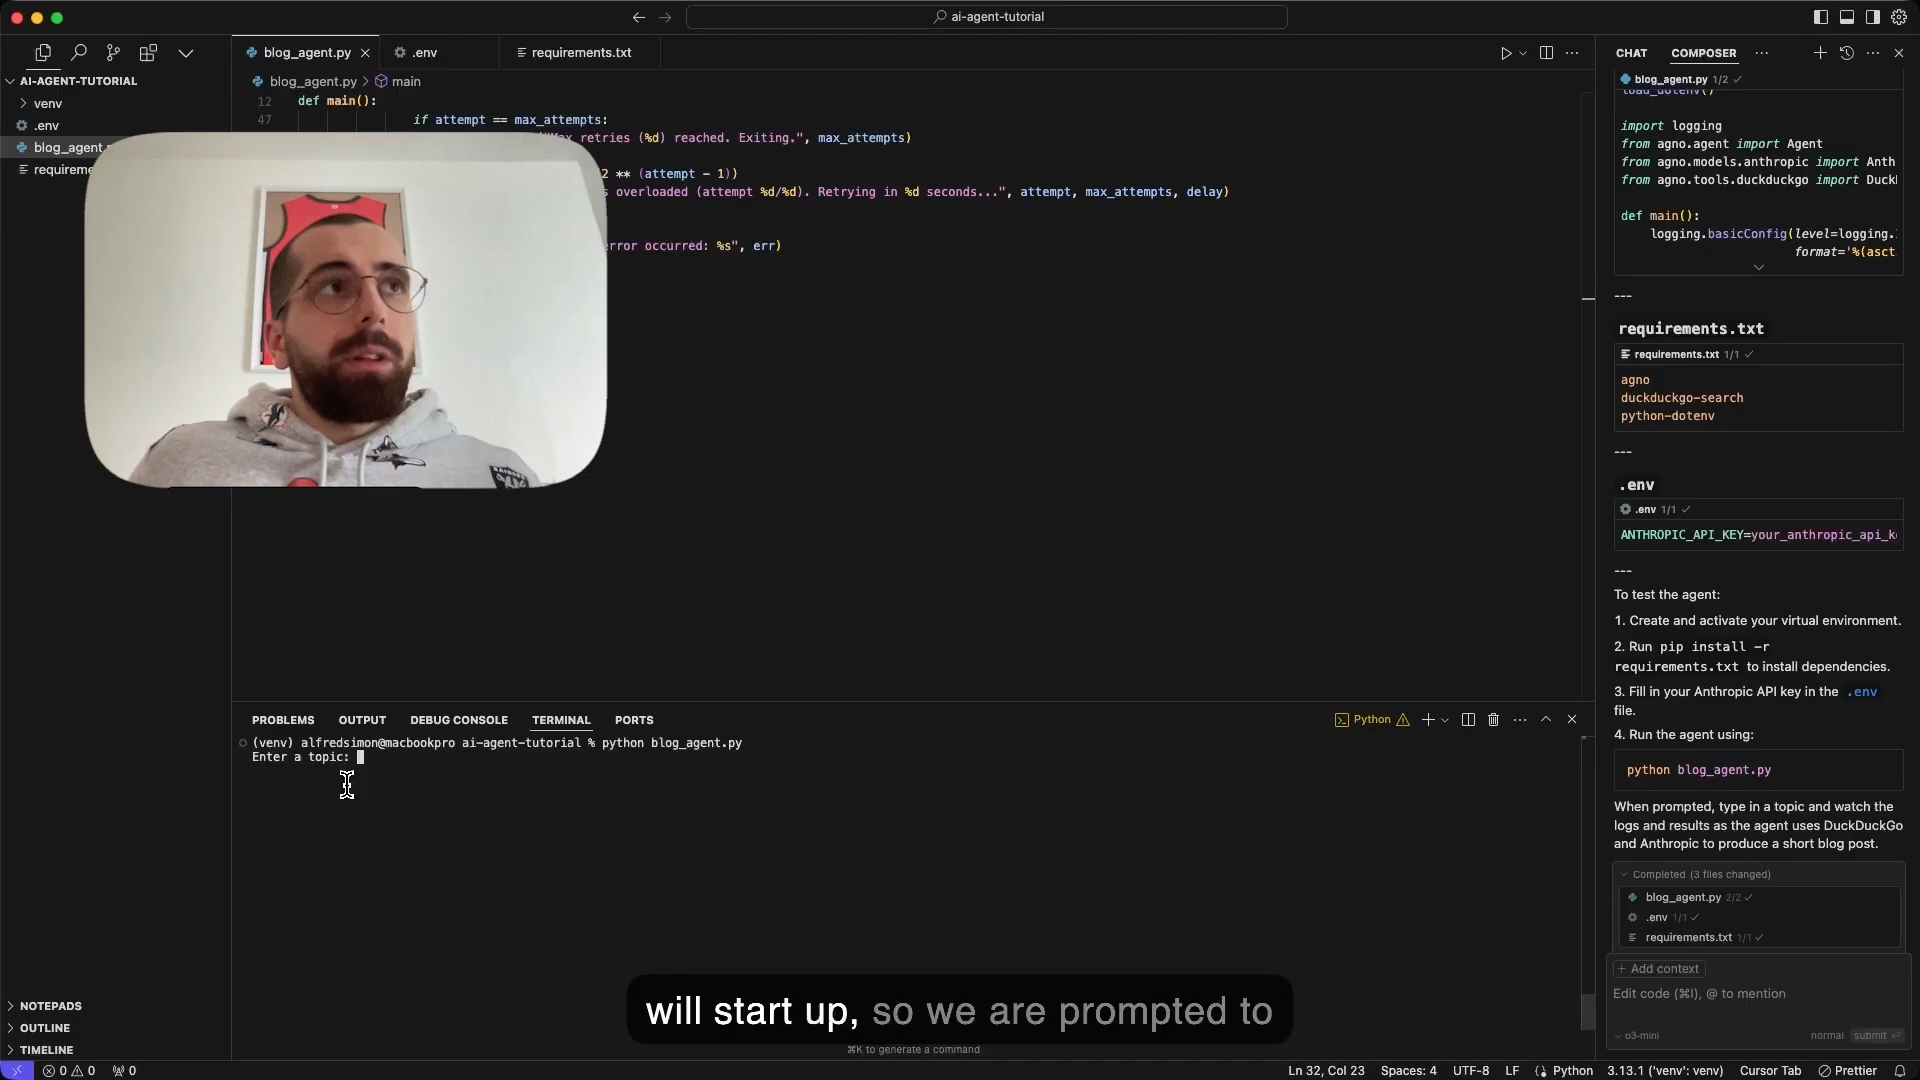 ai-agent-tutorial
blog_agent.py
.env
requirements.txt
CHAT
COMPOSER
AI-AGENT-TUTORIAL
venv
.env
blog_agent.
requireme
blog_agent.py > main
12 def main():
47 if attempt == max_attempts:
retries (%d) reached. Exiting.", max_attempts)
2 ** (attempt - 1))
overloaded (attempt %d/%d). Retrying in %d seconds...", attempt, max_attempts, delay)
error occurred: %s", err)
blog_agent.py 1/2
load_dotenv()
import logging
from agno.agent import Agent
from agno.models.anthropic import Anth
from agno.tools.duckduckgo import Duck
def main():
logging.basicConfig(level=logging.
format='%(asct
---
requirements.txt
requirements.txt 1/1
agno
duckduckgo-search
python-dotenv
---
.env
.env 1/1
ANTHROPIC_API_KEY=your_anthropic_api_k
---
To test the agent:
1. Create and activate your virtual environment.
2. Run pip install -r
requirements.txt to install dependencies.
3. Fill in your Anthropic API key in the .env
file.
4. Run the agent using:
python blog_agent.py
When prompted, type in a topic and watch the
logs and results as the agent uses DuckDuckGo
and Anthropic to produce a short blog post.
Completed (3 files changed)
blog_agent.py 2/2
.env 1/1
requirements.txt 1/1
+ Add context
Edit code (⌘I), @ to mention
o3-mini
normal submit
PROBLEMS OUTPUT DEBUG CONSOLE TERMINAL PORTS
Python
(venv) alfredsimon@macbookpro ai-agent-tutorial % python blog_agent.py
Enter a topic:
will start up, so we are prompted to
⌘K to generate a command
NOTEPADS
OUTLINE
TIMELINE
0 0 0
Ln 32, Col 23 Spaces: 4 UTF-8 LF Python 3.13.1 ('venv': venv) Cursor Tab Prettier